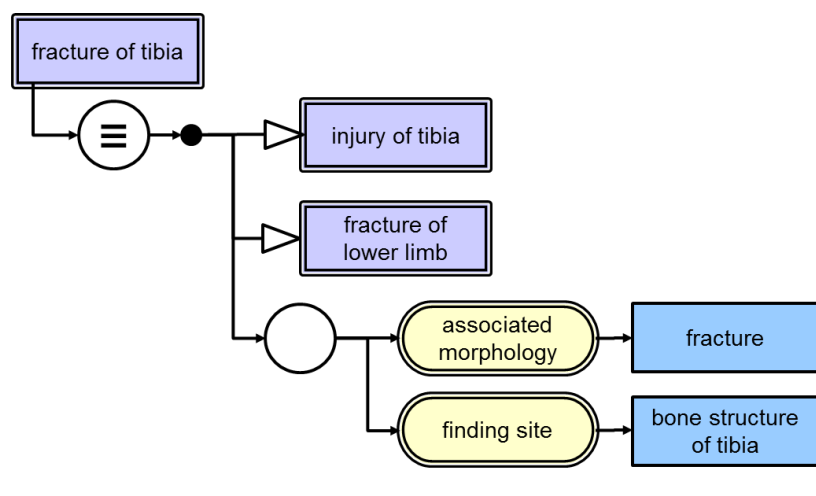 fracture of tibia
injury of tibia
fracture of
lower limb
associated
morphology
fracture
finding site
bone structure
of tibia